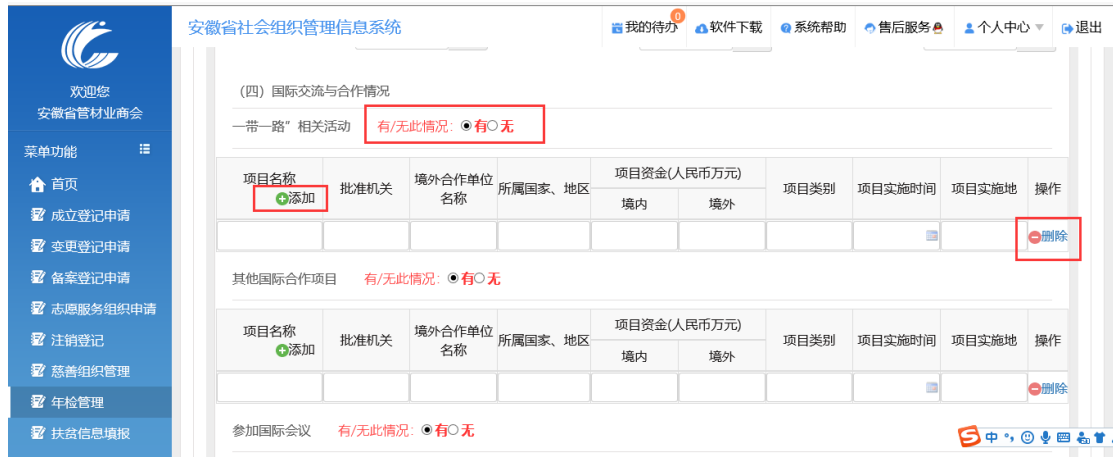 安徽省社会组织管理信息系统
我的待办 0 软件下载 系统帮助 售后服务 个人中心 退出
欢迎您
安徽省管材业商会
菜单功能
首页
成立登记申请
变更登记申请
备案登记申请
志愿服务组织申请
注销登记
慈善组织管理
年检管理
扶贫信息填报
（四）国际交流与合作情况
一带一路”相关活动 有/无此情况: 有 无
项目名称 添加 批准机关 境外合作单位名称 所属国家、地区 项目资金(人民币万元) 项目类别 项目实施时间 项目实施地 操作
境内 境外
删除
其他国际合作项目 有/无此情况: 有 无
项目名称 添加 批准机关 境外合作单位名称 所属国家、地区 项目资金(人民币万元) 项目类别 项目实施时间 项目实施地 操作
境内 境外
删除
参加国际会议 有/无此情况: 有 无
S 中